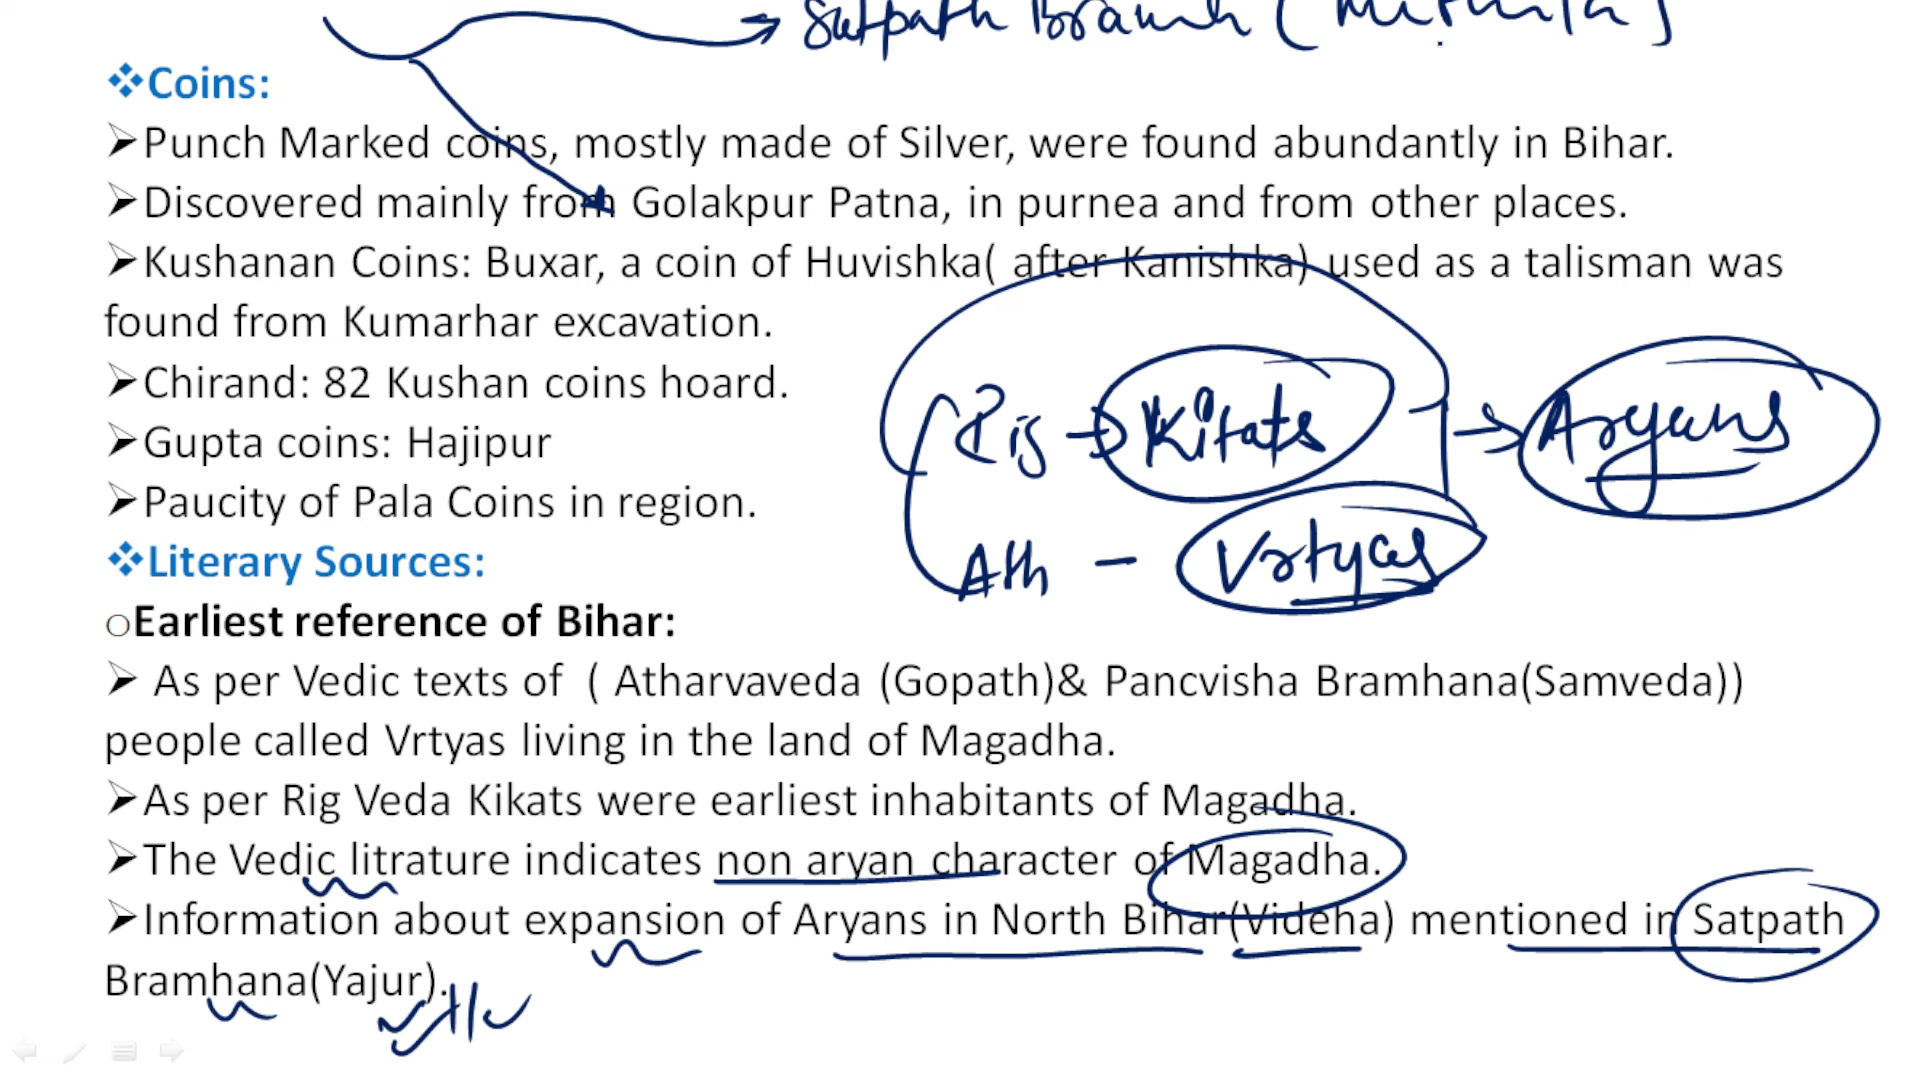 Satpath Bramh (Mithila)
❖Coins:
➢Punch Marked coins, mostly made of Silver, were found abundantly in Bihar.
➢Discovered mainly from Golakpur Patna, in purnea and from other places.
➢Kushanan Coins: Buxar, a coin of Huvishka( after Kanishka) used as a talisman was
found from Kumarhar excavation.
➢Chirand: 82 Kushan coins hoard.
Rig → Kikats → Aryans
➢Gupta coins: Hajipur
➢Paucity of Pala Coins in region.
❖Literary Sources:
Ath - Vrtyas
oEarliest reference of Bihar:
➢ As per Vedic texts of ( Atharvaveda (Gopath)& Pancvisha Bramhana(Samveda))
people called Vrtyas living in the land of Magadha.
➢As per Rig Veda Kikats were earliest inhabitants of Magadha.
➢The Vedic litrature indicates non aryan character of Magadha.
➢Information about expansion of Aryans in North Bihar(Videha) mentioned in Satpath
Bramhana(Yajur).